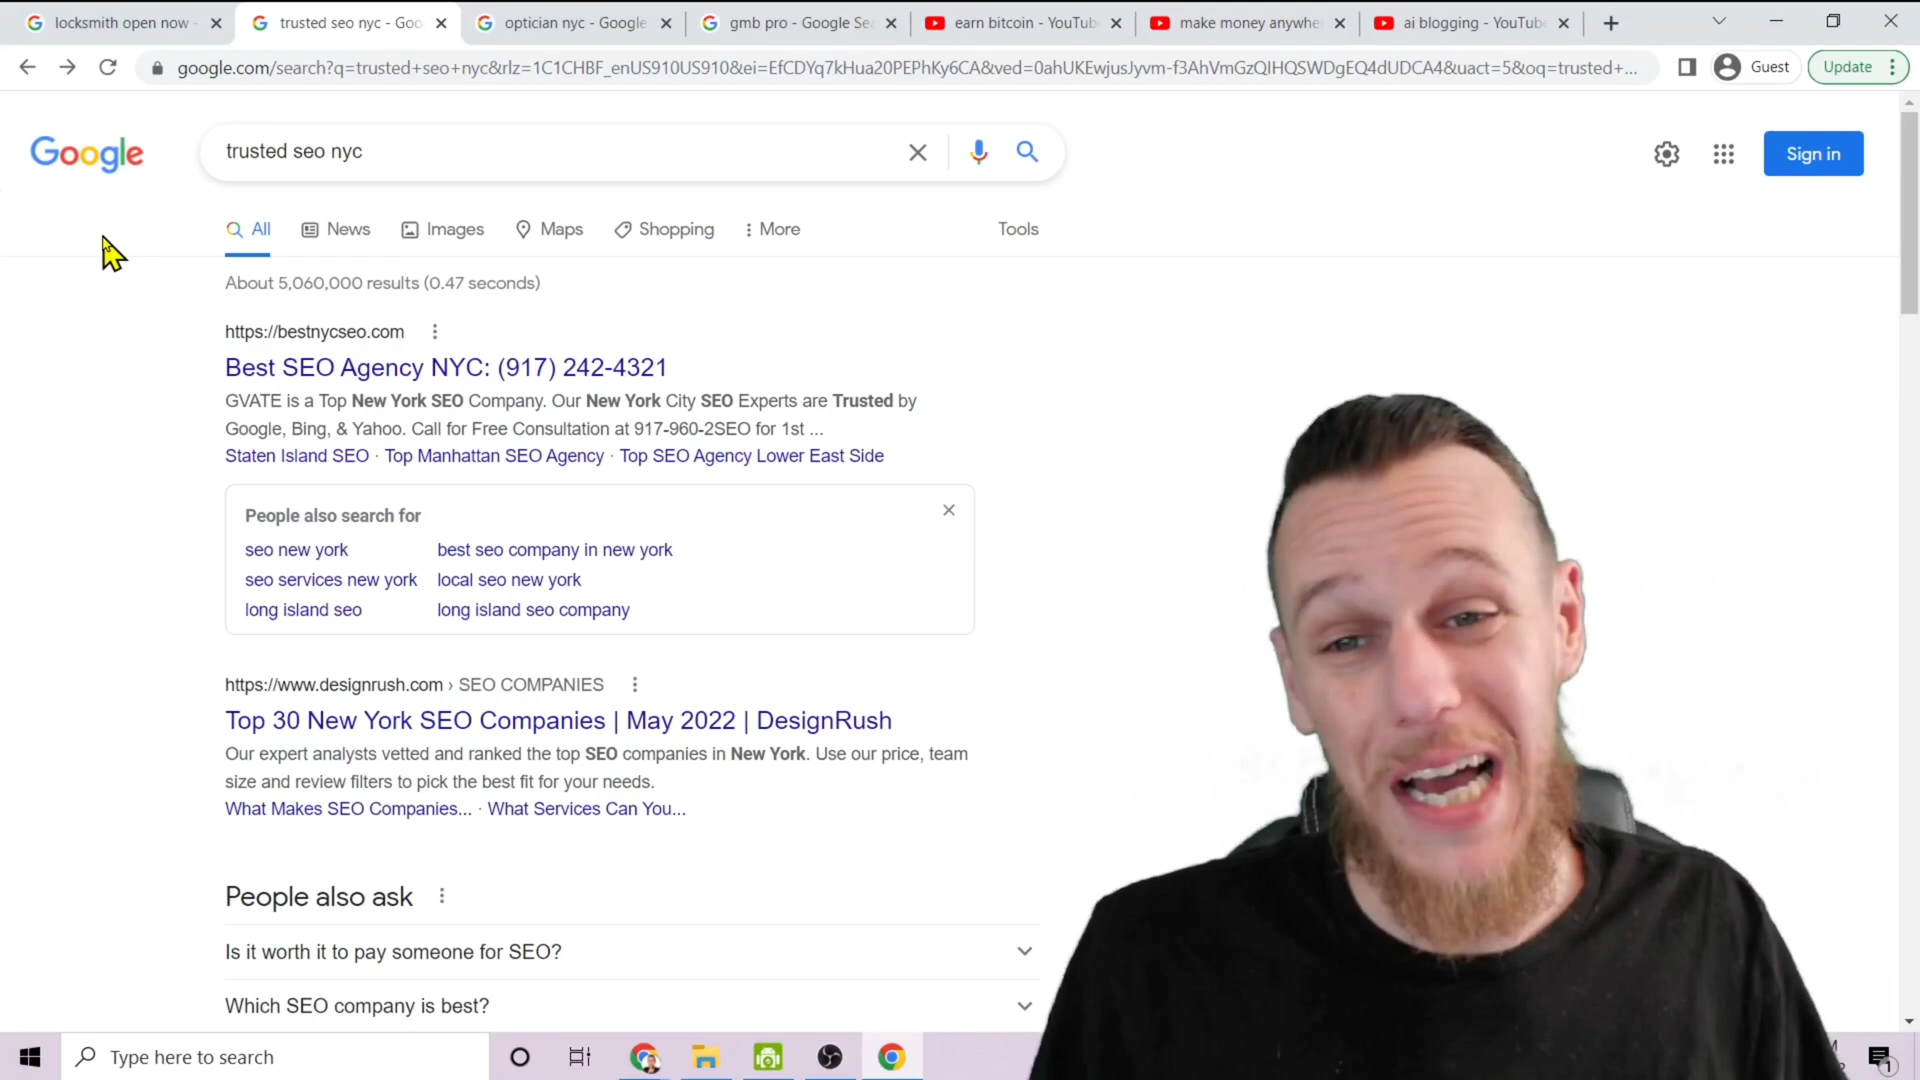 locksmith open now -
trusted seo nyc - Goo
optician nyc - Google
gmb pro - Google Sea
earn bitcoin - YouTub
make money anywhe
ai blogging - YouTube
google.com/search?q=trusted+seo+nyc&rlz=1C1CHBF_enUS910US910&ei=EfCDYq7kHua20PEPhKy6CA&ved=0ahUKEwjusJyvm-f3AhVmGzQIHQSWDgEQ4dUDCA4&uact=5&oq=trusted+...
Guest
Update
Google
trusted seo nyc
Sign in
All
News
Images
Maps
Shopping
More
Tools
About 5,060,000 results (0.47 seconds)
https://bestnycseo.com
Best SEO Agency NYC: (917) 242-4321
GVATE is a Top New York SEO Company. Our New York City SEO Experts are Trusted by
Google, Bing, & Yahoo. Call for Free Consultation at 917-960-2SEO for 1st ...
Staten Island SEO · Top Manhattan SEO Agency · Top SEO Agency Lower East Side
People also search for
seo new york
best seo company in new york
seo services new york
local seo new york
long island seo
long island seo company
https://www.designrush.com › SEO COMPANIES
Top 30 New York SEO Companies | May 2022 | DesignRush
Our expert analysts vetted and ranked the top SEO companies in New York. Use our price, team
size and review filters to pick the best fit for your needs.
What Makes SEO Companies... · What Services Can You...
People also ask
Is it worth it to pay someone for SEO?
Which SEO company is best?
Type here to search
1